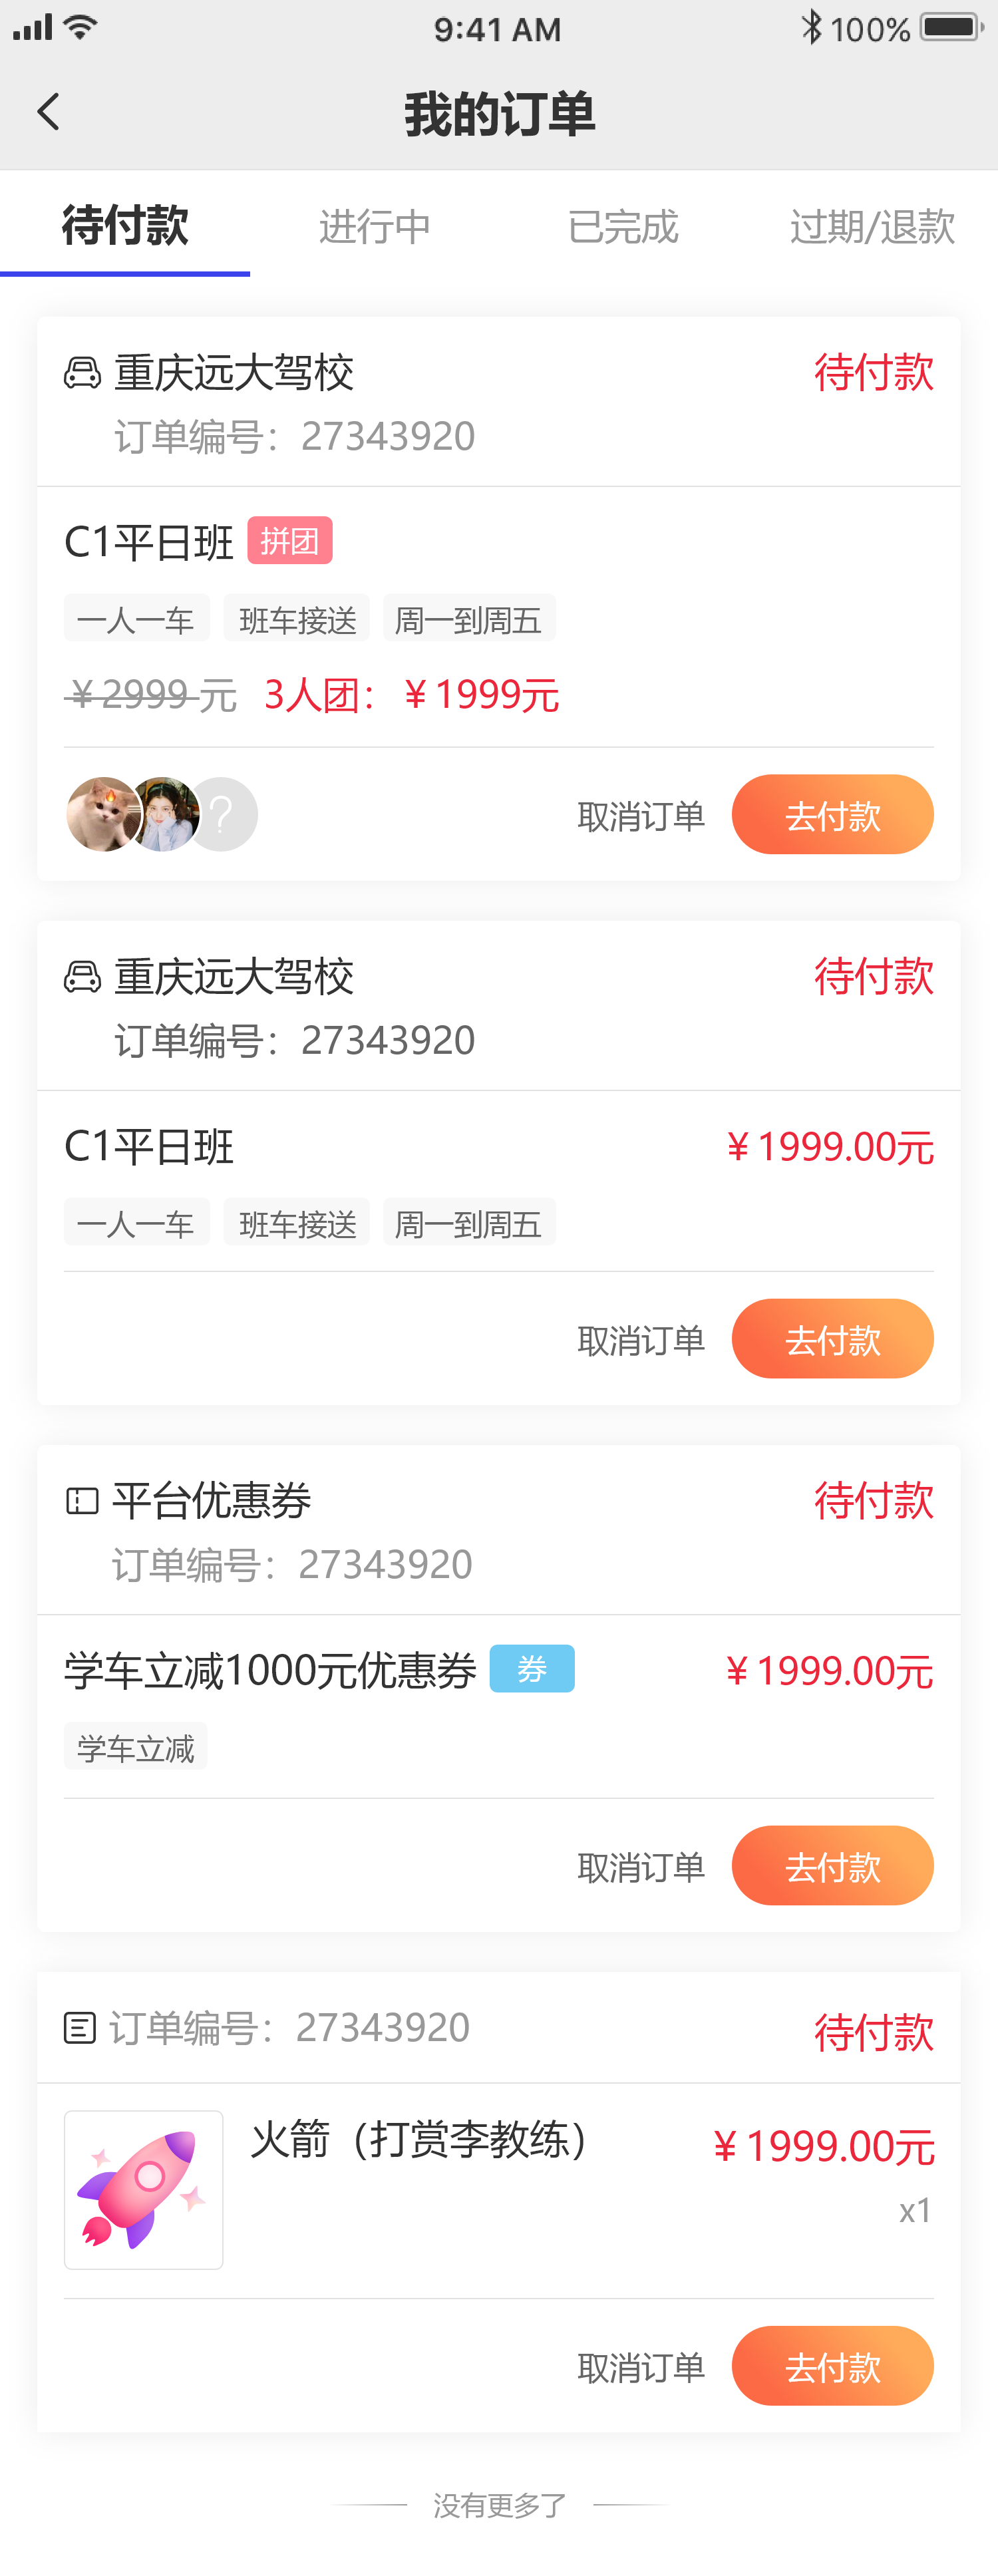 9:41 AM
100%
我的订单
待付款 进行中 已完成 过期/退款
重庆远大驾校 待付款
订单编号：27343920
C1平日班 拼团
一人一车 班车接送 周一到周五
￥2999 元 3人团：￥1999元
?
取消订单 去付款
重庆远大驾校 待付款
订单编号：27343920
C1平日班 ￥1999.00元
一人一车 班车接送 周一到周五
取消订单 去付款
平台优惠券 待付款
订单编号：27343920
学车立减1000元优惠券 券 ￥1999.00元
学车立减
取消订单 去付款
订单编号：27343920 待付款
火箭（打赏李教练） ￥1999.00元
x1
取消订单 去付款
没有更多了